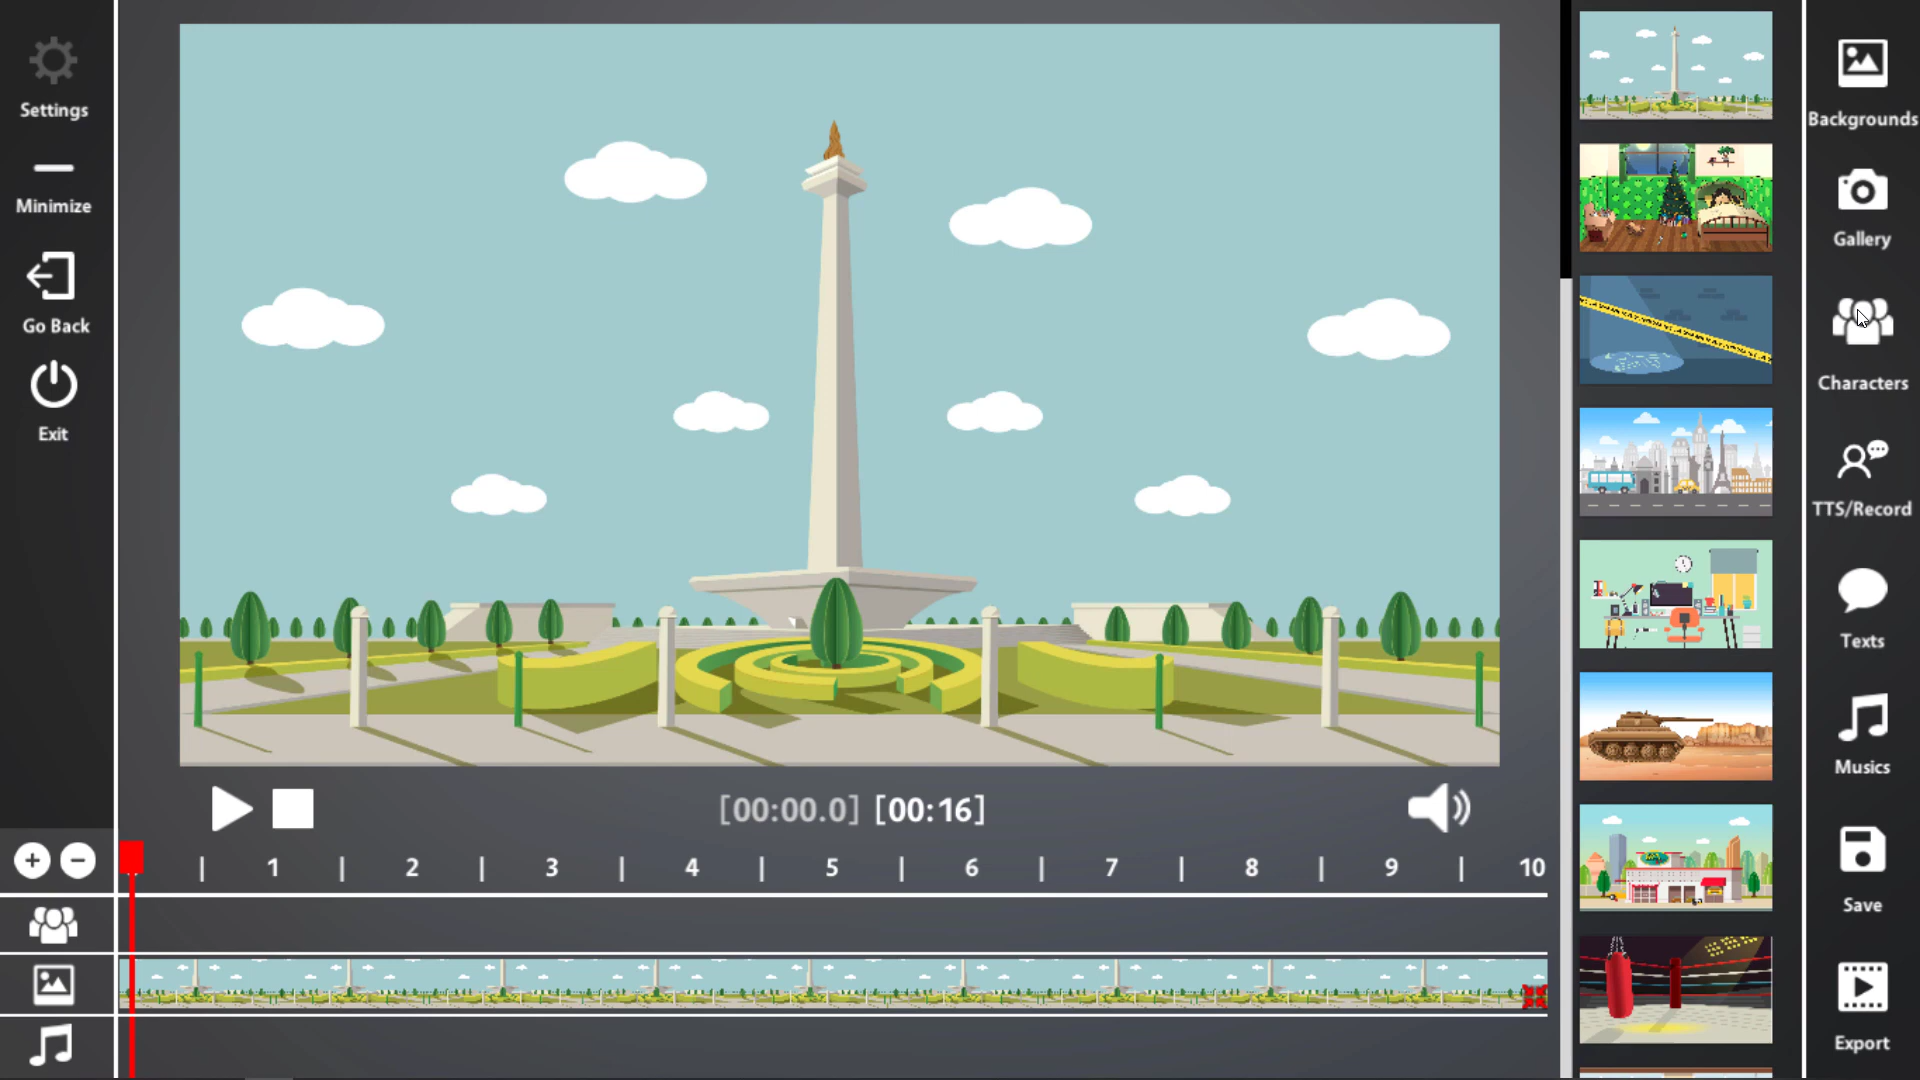 Settings
Minimize
Go Back
Exit
Backgrounds
Gallery
Characters
TTS/Record
Texts
Musics
Save
Export
[00:00.0] [00:16]
1 2 3 4 5 6 7 8 9 10